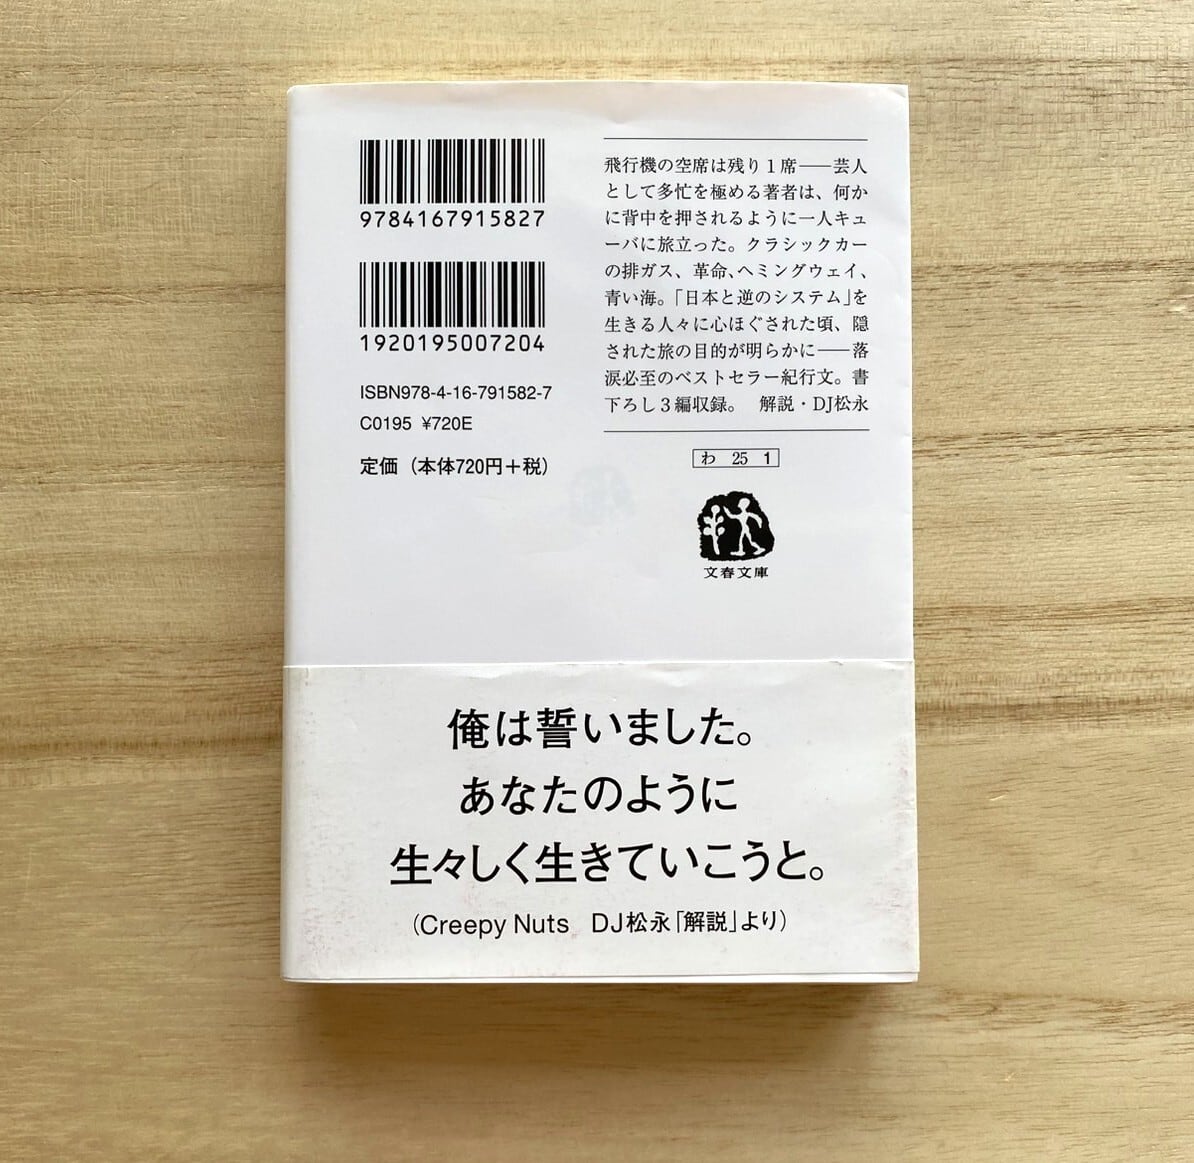 9784167915827
1920195007204
ISBN978-4-16-791582-7
C0195 ¥720E
定価（本体720円＋税）
飛行機の空席は残り１席――芸人
として多忙を極める著者は、何か
に背中を押されるように一人キュ
ーバに旅立った。クラシックカー
の排ガス、革命、ヘミングウェイ、
青い海。「日本と逆のシステム」を
生きる人々に心ほぐされた頃、隠
された旅の目的が明らかに――落
涙必至のベストセラー紀行文。書
下ろし３編収録。　解説・DJ松永
わ 25 1
文春文庫
俺は誓いました。
あなたのように
生々しく生きていこうと。
（Creepy Nuts　DJ松永「解説」より）